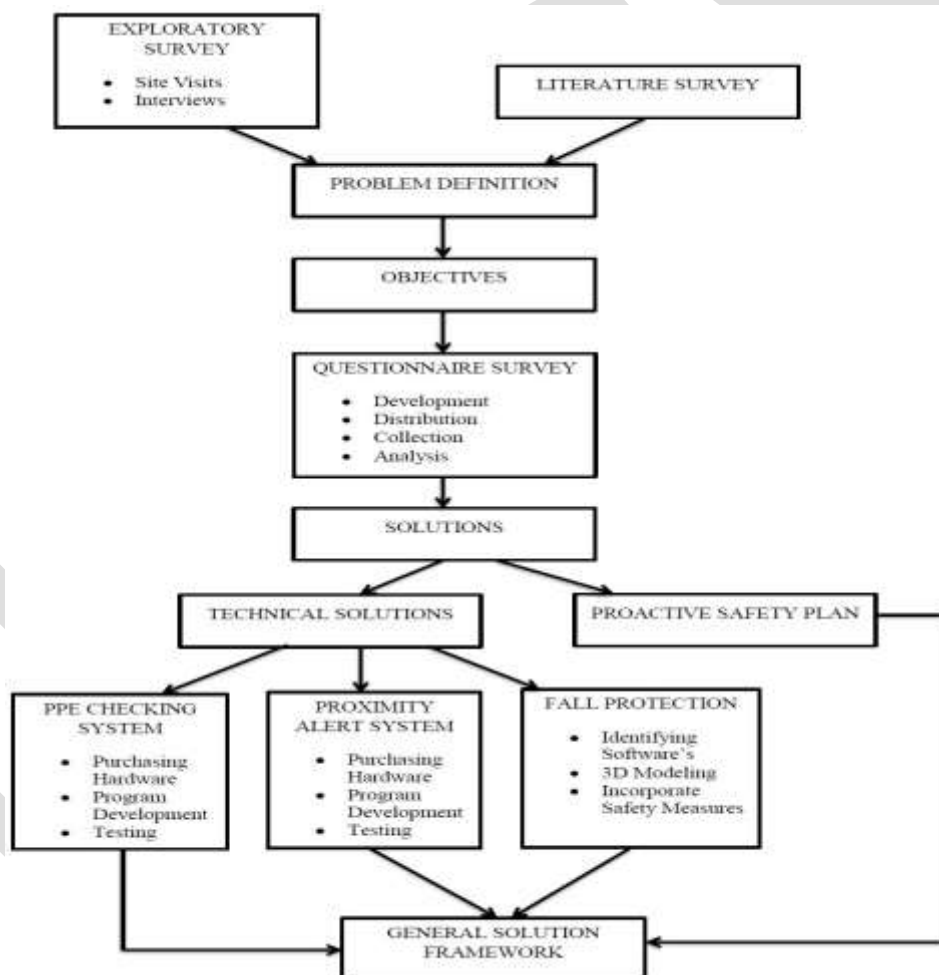 EXPLORATORY
SURVEY
• Site Visits
• Interviews
LITERATURE SURVEY
PROBLEM DEFINITION
OBJECTIVES
QUESTIONNAIRE SURVEY
• Development
• Distribution
• Collection
• Analysis
SOLUTIONS
TECHNICAL SOLUTIONS
PROACTIVE SAFETY PLAN
PPE CHECKING
SYSTEM
• Purchasing
Hardware
• Program
Development
• Testing
PROXIMITY
ALERT SYSTEM
• Purchasing
Hardware
• Program
Development
• Testing
FALL PROTECTION
• Identifying
Software`s
• 3D Modeling
• Incorporate
Safety Measures
GENERAL SOLUTION
FRAMEWORK